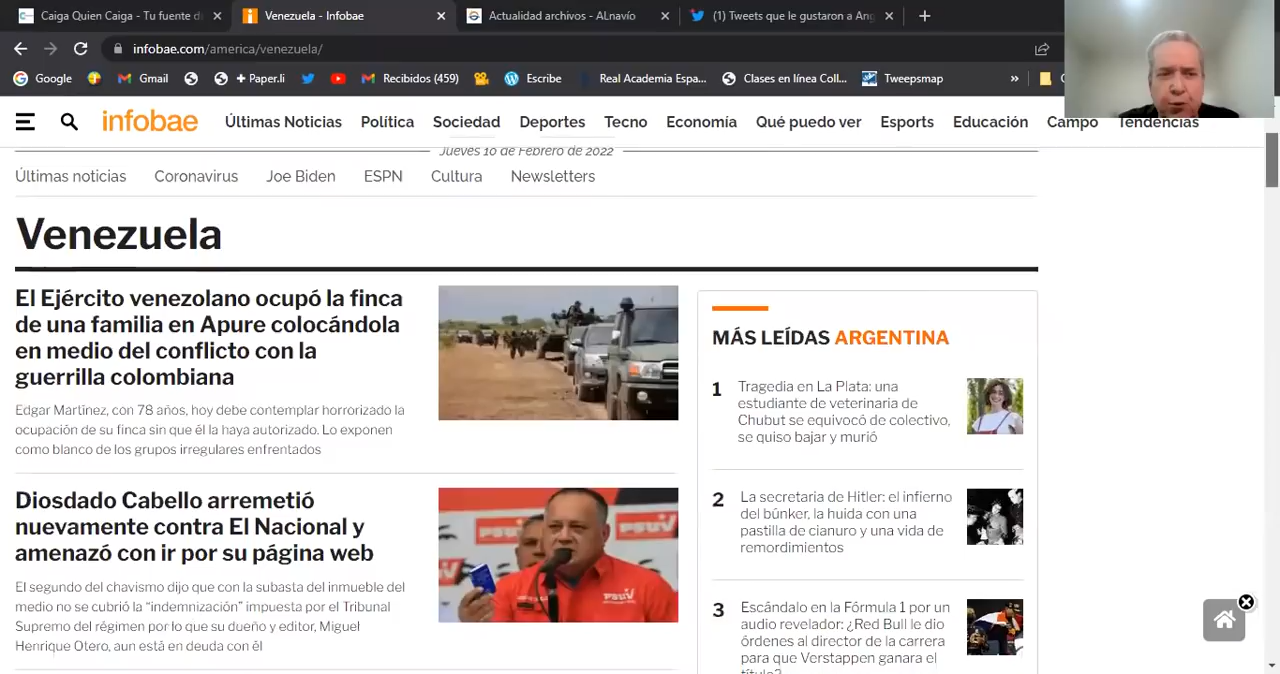 Caiga Quien Caiga - Tu fuente d
Venezuela - Infobae
Actualidad archivos - ALnavío
(1) Tweets que le gustaron a Ang
infobae.com/america/venezuela/
Google
Gmail
+ Paper.li
Recibidos (459)
Escribe
Real Academia Espa...
Clases en línea Coll...
Tweepsmap
»
infobae
Últimas Noticias
Política
Sociedad
Deportes
Tecno
Economía
Qué puedo ver
Esports
Educación
Campo
Tendencias
Jueves 10 de Febrero de 2022
Últimas noticias
Coronavirus
Joe Biden
ESPN
Cultura
Newsletters
Venezuela
El Ejército venezolano ocupó la finca
de una familia en Apure colocándola
en medio del conflicto con la
guerrilla colombiana
Edgar Martínez, con 78 años, hoy debe contemplar horrorizado la
ocupación de su finca sin que él la haya autorizado. Lo exponen
como blanco de los grupos irregulares enfrentados
Diosdado Cabello arremetió
nuevamente contra El Nacional y
amenazó con ir por su página web
El segundo del chavismo dijo que con la subasta del inmueble del
medio no se cubrió la “indemnización” impuesta por el Tribunal
Supremo del régimen por lo que su dueño y editor, Miguel
Henrique Otero, aun está en deuda con él
PSUV
PSUV
MÁS LEÍDAS ARGENTINA
1
Tragedia en La Plata: una
estudiante de veterinaria de
Chubut se equivocó de colectivo,
se quiso bajar y murió
2
La secretaria de Hitler: el infierno
del búnker, la huida con una
pastilla de cianuro y una vida de
remordimientos
3
Escándalo en la Fórmula 1 por un
audio revelador: ¿Red Bull le dio
órdenes al director de la carrera
para que Verstappen ganara el
título?